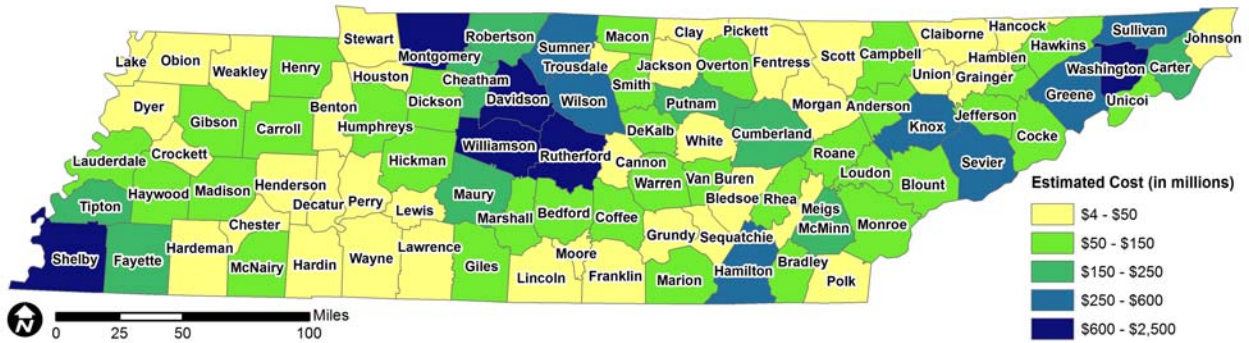 Stewart
Montgomery
Robertson
Sumner
Macon
Clay
Pickett
Claiborne
Hancock
Sullivan
Johnson
Lake
Obion
Weakley
Henry
Houston
Cheatham
Trousdale
Jackson
Overton
Fentress
Scott
Campbell
Union
Hamblen
Grainger
Hawkins
Washington
Carter
Dyer
Gibson
Carroll
Benton
Humphreys
Dickson
Davidson
Wilson
Smith
Putnam
Morgan
Anderson
Knox
Jefferson
Greene
Unicoi
Lauderdale
Crockett
Hickman
Williamson
Rutherford
DeKalb
Cannon
White
Cumberland
Roane
Loudon
Sevier
Cocke
Tipton
Haywood
Madison
Henderson
Decatur
Perry
Lewis
Maury
Marshall
Bedford
Coffee
Warren
Van Buren
Bledsoe
Rhea
Meigs
McMinn
Monroe
Blount
Shelby
Fayette
Hardeman
Chester
McNairy
Hardin
Wayne
Lawrence
Giles
Lincoln
Moore
Franklin
Grundy
Sequatchie
Marion
Hamilton
Bradley
Polk
Estimated Cost (in millions)
$4 - $50
$50 - $150
$150 - $250
$250 - $600
$600 - $2,500
N
Miles
0 25 50 100